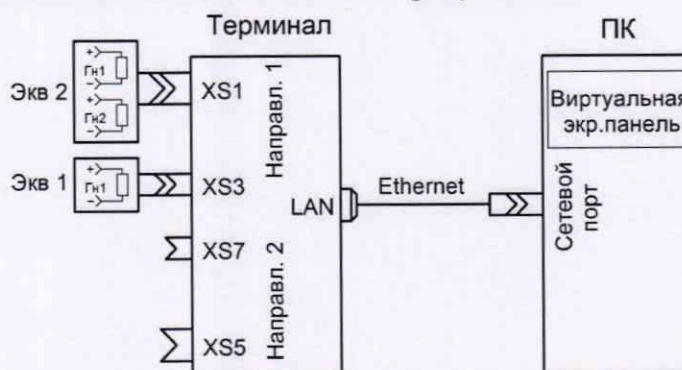 Терминал
ПК
Экв 2
+
Гн1
−
+
Гн2
−
XS1
Направл. 1
Виртуальная
экр.панель
Экв 1
+
Гн1
−
XS3
LAN
Ethernet
Сетевой
порт
XS7
Направл. 2
XS5